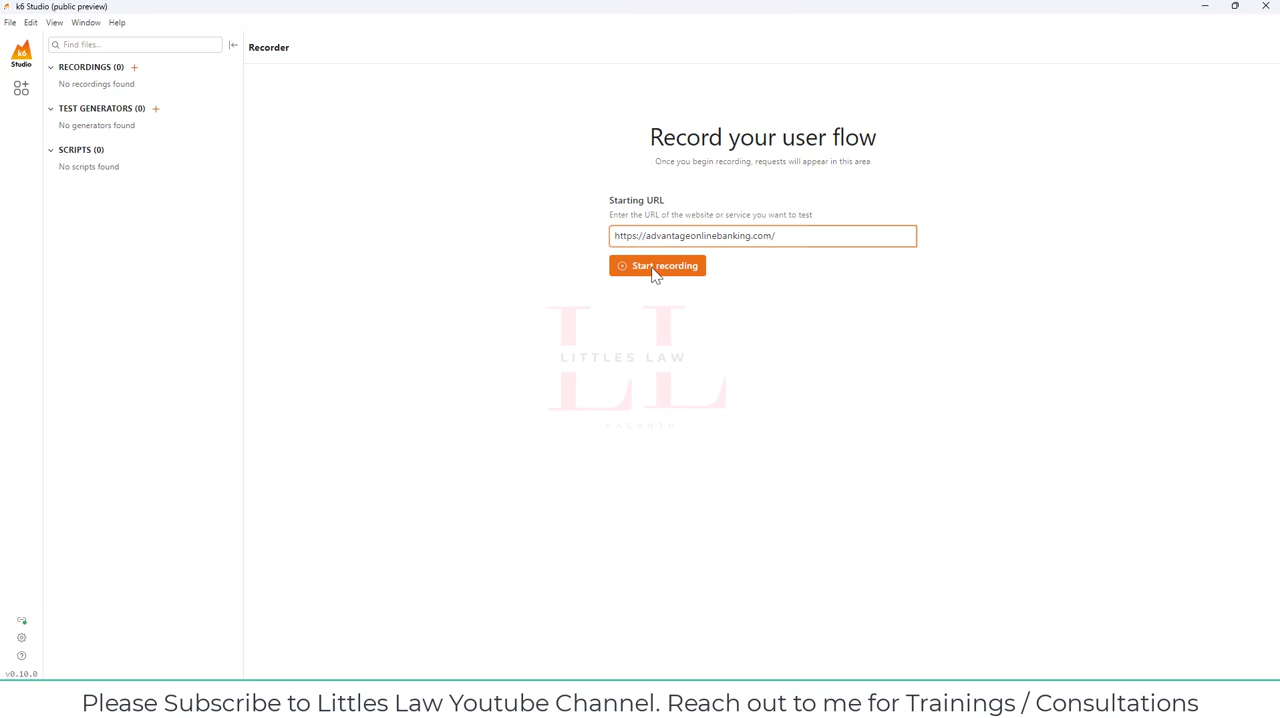 k6 Studio (public preview)
File Edit View Window Help
k6
Studio
Find files...
Recorder
RECORDINGS (0)
No recordings found
TEST GENERATORS (0)
No generators found
SCRIPTS (0)
No scripts found
Record your user flow
Once you begin recording, requests will appear in this area
Starting URL
Enter the URL of the website or service you want to test
https://advantageonlinebanking.com/
Start recording
LL
LITTLES LAW
VASANTH
v0.10.0
Please Subscribe to Littles Law Youtube Channel. Reach out to me for Trainings / Consultations